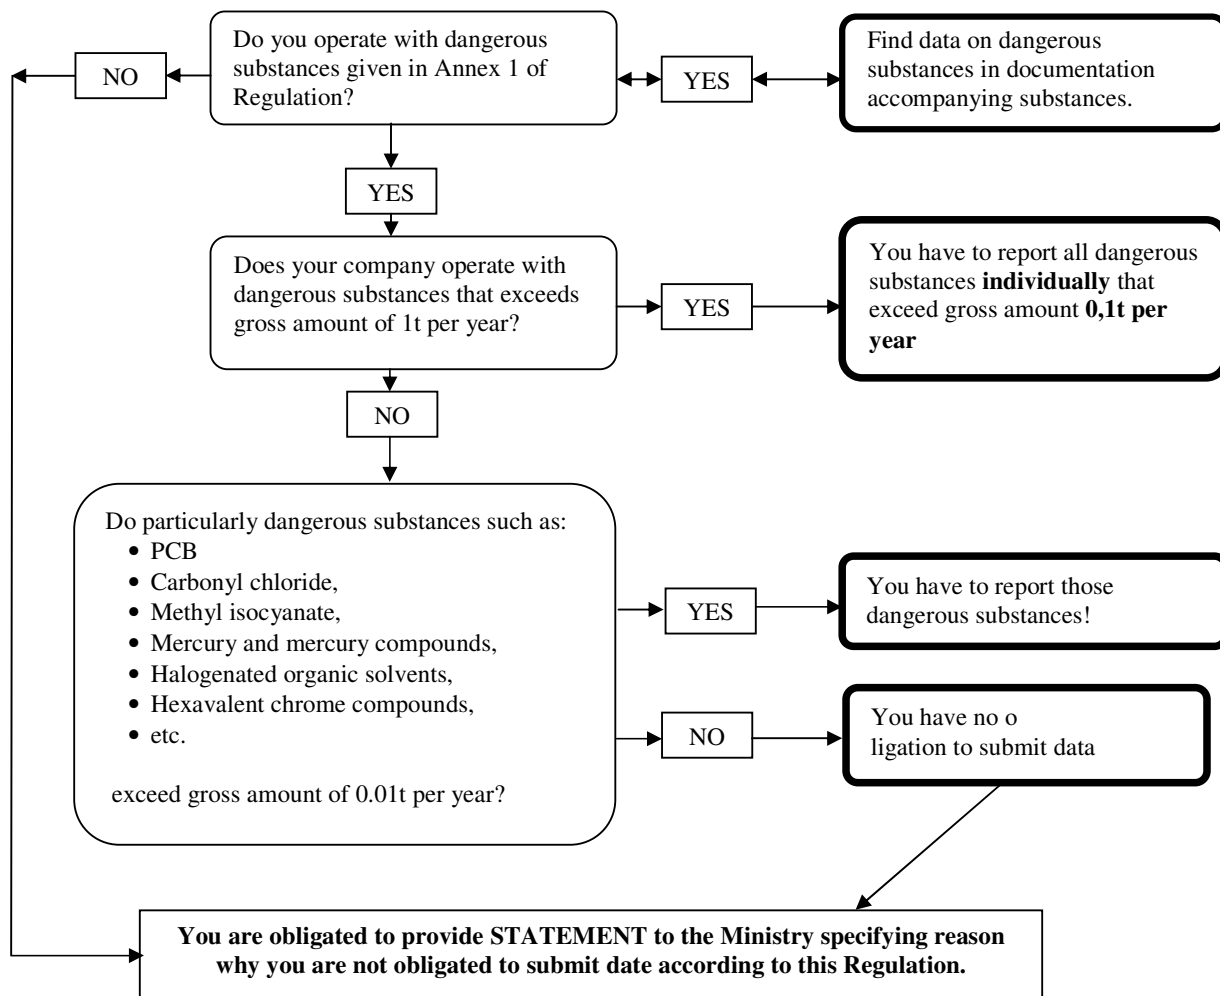 Do you operate with dangerous
substances given in Annex 1 of
Regulation?
NO
YES
Find data on dangerous
substances in documentation
accompanying substances.
YES
Does your company operate with
dangerous substances that exceeds
gross amount of 1t per year?
YES
You have to report all dangerous
substances individually that
exceed gross amount 0,1t per
year
NO
Do particularly dangerous substances such as:
• PCB
• Carbonyl chloride,
• Methyl isocyanate,
• Mercury and mercury compounds,
• Halogenated organic solvents,
• Hexavalent chrome compounds,
• etc.
exceed gross amount of 0.01t per year?
YES
You have to report those
dangerous substances!
NO
You have no o
ligation to submit data
You are obligated to provide STATEMENT to the Ministry specifying reason
why you are not obligated to submit date according to this Regulation.